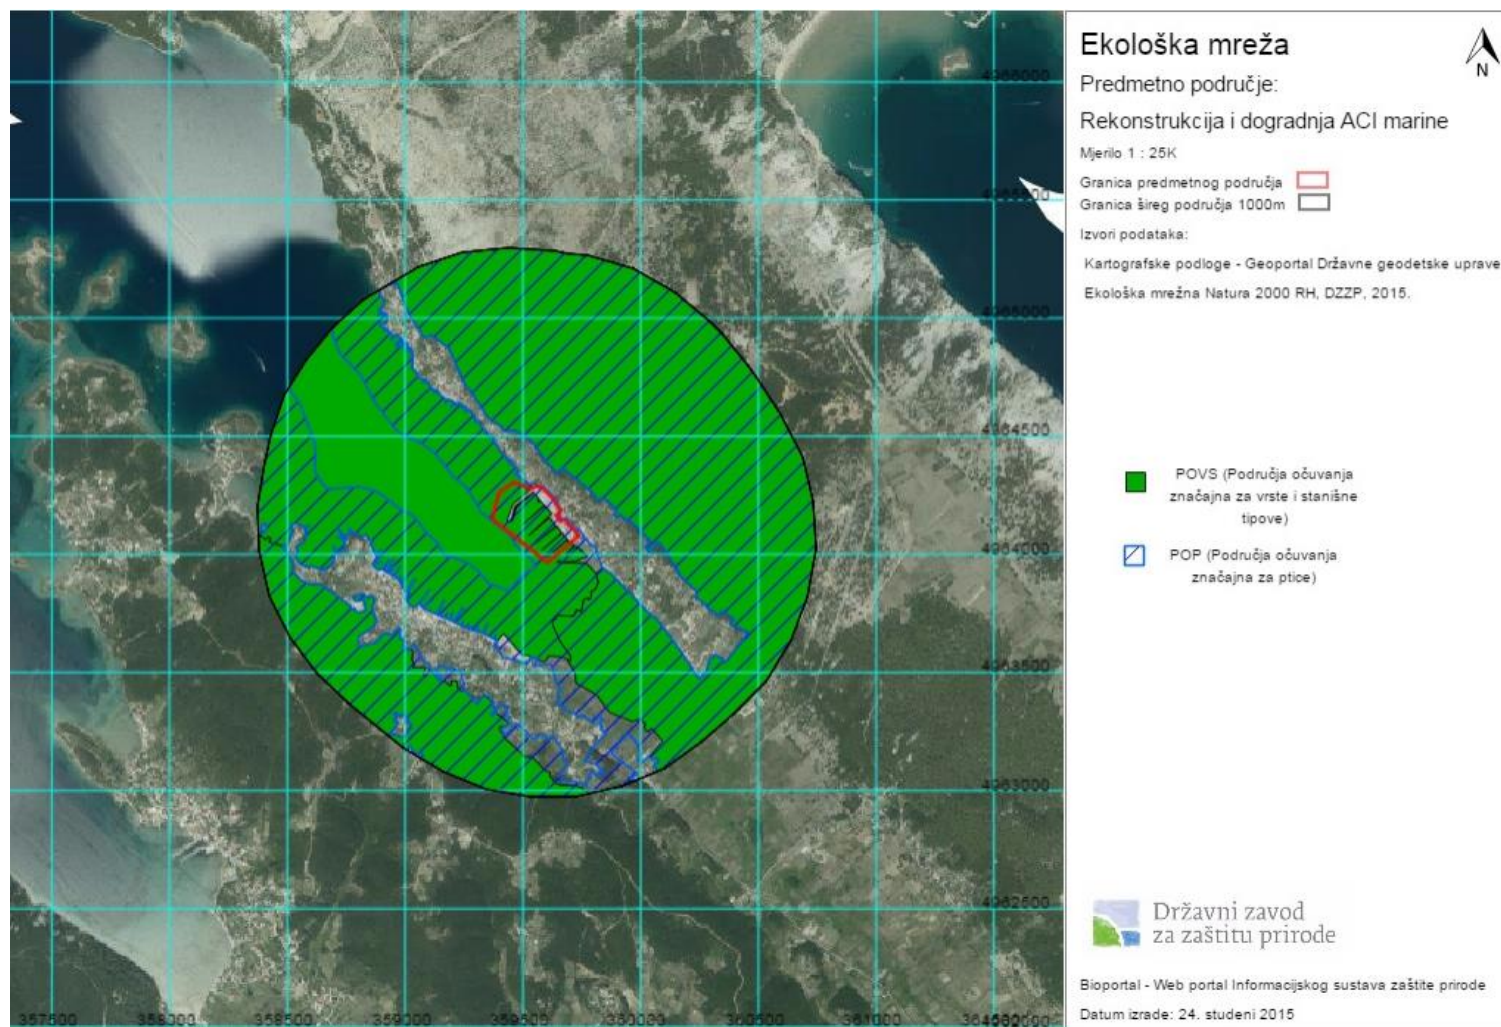 Ekološka mreža
N
Predmetno područje:
Rekonstrukcija i dogradnja ACI marine
Mjerilo 1 : 25K
Granica predmetnog područja
Granica šireg područja 1000m
Izvori podataka:
Kartografske podloge - Geoportal Državne geodetske uprave
Ekološka mrežna Natura 2000 RH, DZZP, 2015.
POVS (Područja očuvanja
značajna za vrste i stanišne
tipove)
POP (Područja očuvanja
značajna za ptice)
Državni zavod
za zaštitu prirode
Bioportal - Web portal Informacijskog sustava zaštite prirode
Datum izrade: 24. studeni 2015
4966000
4965500
4965000
4964500
4964000
4963500
4963000
4962500
357500
358000
358500
359000
359500
360000
360500
361000